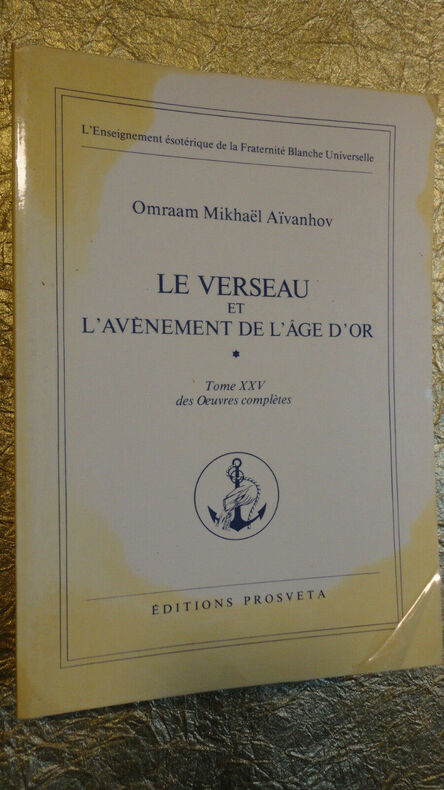 L'Enseignement ésotérique de la Fraternité Blanche Universelle
Omraam Mikhaël Aïvanhov
LE VERSEAU
ET
L'AVÈNEMENT DE L'ÂGE D'OR
*
Tome XXV
des Oeuvres complètes
ÉDITIONS PROSVETA